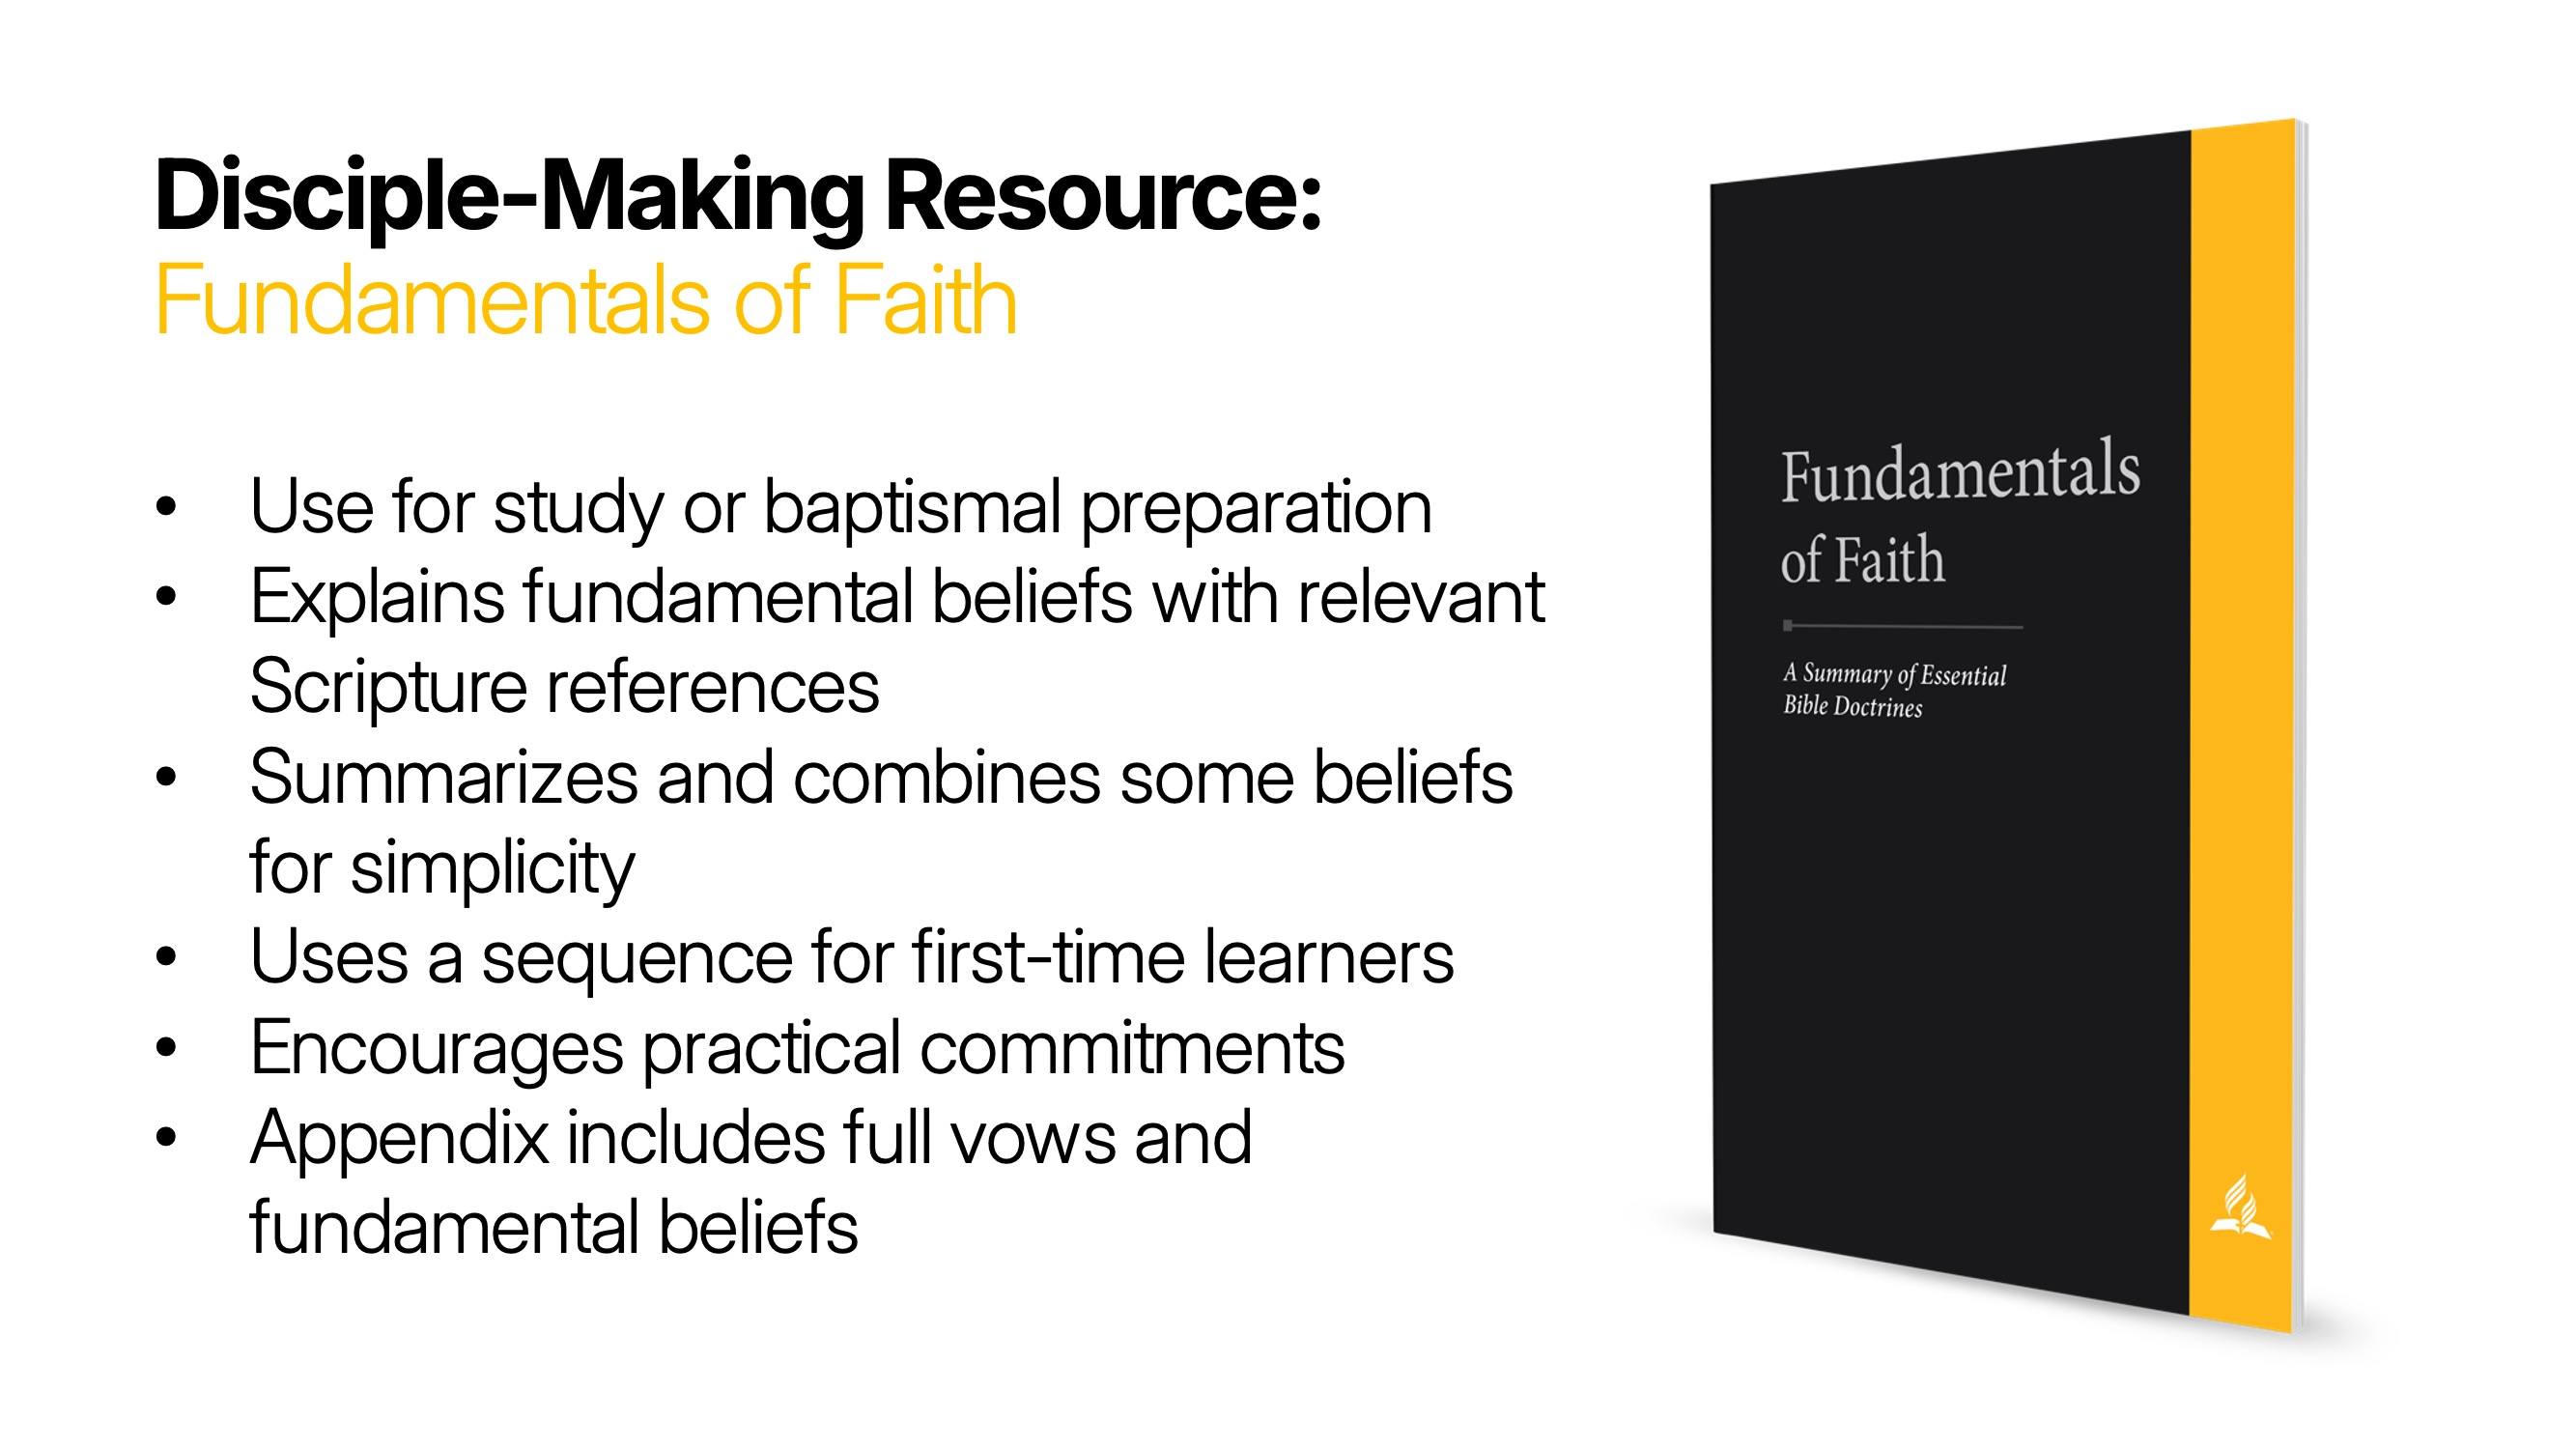 Disciple-Making Resource:
Fundamentals of Faith
• Use for study or baptismal preparation
• Explains fundamental beliefs with relevant
Scripture references
• Summarizes and combines some beliefs
for simplicity
• Uses a sequence for first-time learners
• Encourages practical commitments
• Appendix includes full vows and
fundamental beliefs
Fundamentals
of Faith
A Summary of Essential
Bible Doctrines